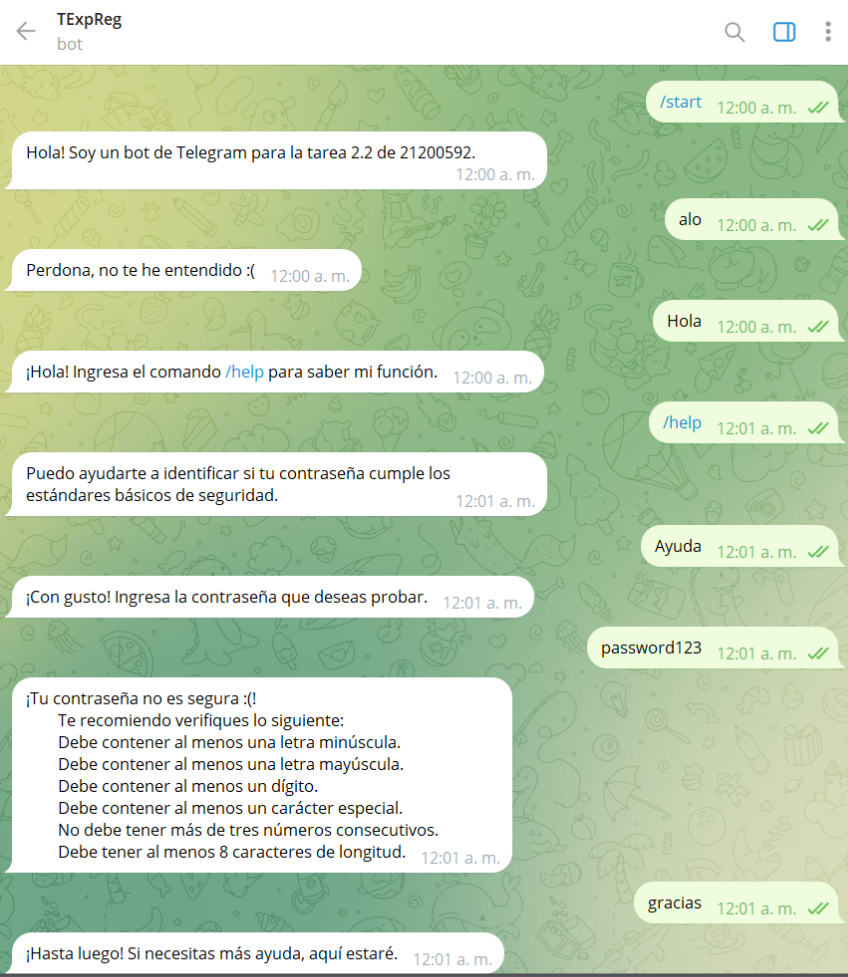 TExpReg
bot
/start 12:00 a. m.
Hola! Soy un bot de Telegram para la tarea 2.2 de 21200592.
12:00 a. m.
alo 12:00 a. m.
Perdona, no te he entendido :( 12:00 a. m.
Hola 12:00 a. m.
¡Hola! Ingresa el comando /help para saber mi función. 12:00 a. m.
/help 12:01 a. m.
Puedo ayudarte a identificar si tu contraseña cumple los
estándares básicos de seguridad. 12:01 a. m.
Ayuda 12:01 a. m.
¡Con gusto! Ingresa la contraseña que deseas probar. 12:01 a. m.
password123 12:01 a. m.
¡Tu contraseña no es segura :(!
Te recomiendo verifiques lo siguiente:
Debe contener al menos una letra minúscula.
Debe contener al menos una letra mayúscula.
Debe contener al menos un dígito.
Debe contener al menos un carácter especial.
No debe tener más de tres números consecutivos.
Debe tener al menos 8 caracteres de longitud. 12:01 a. m.
gracias 12:01 a. m.
¡Hasta luego! Si necesitas más ayuda, aquí estaré. 12:01 a. m.